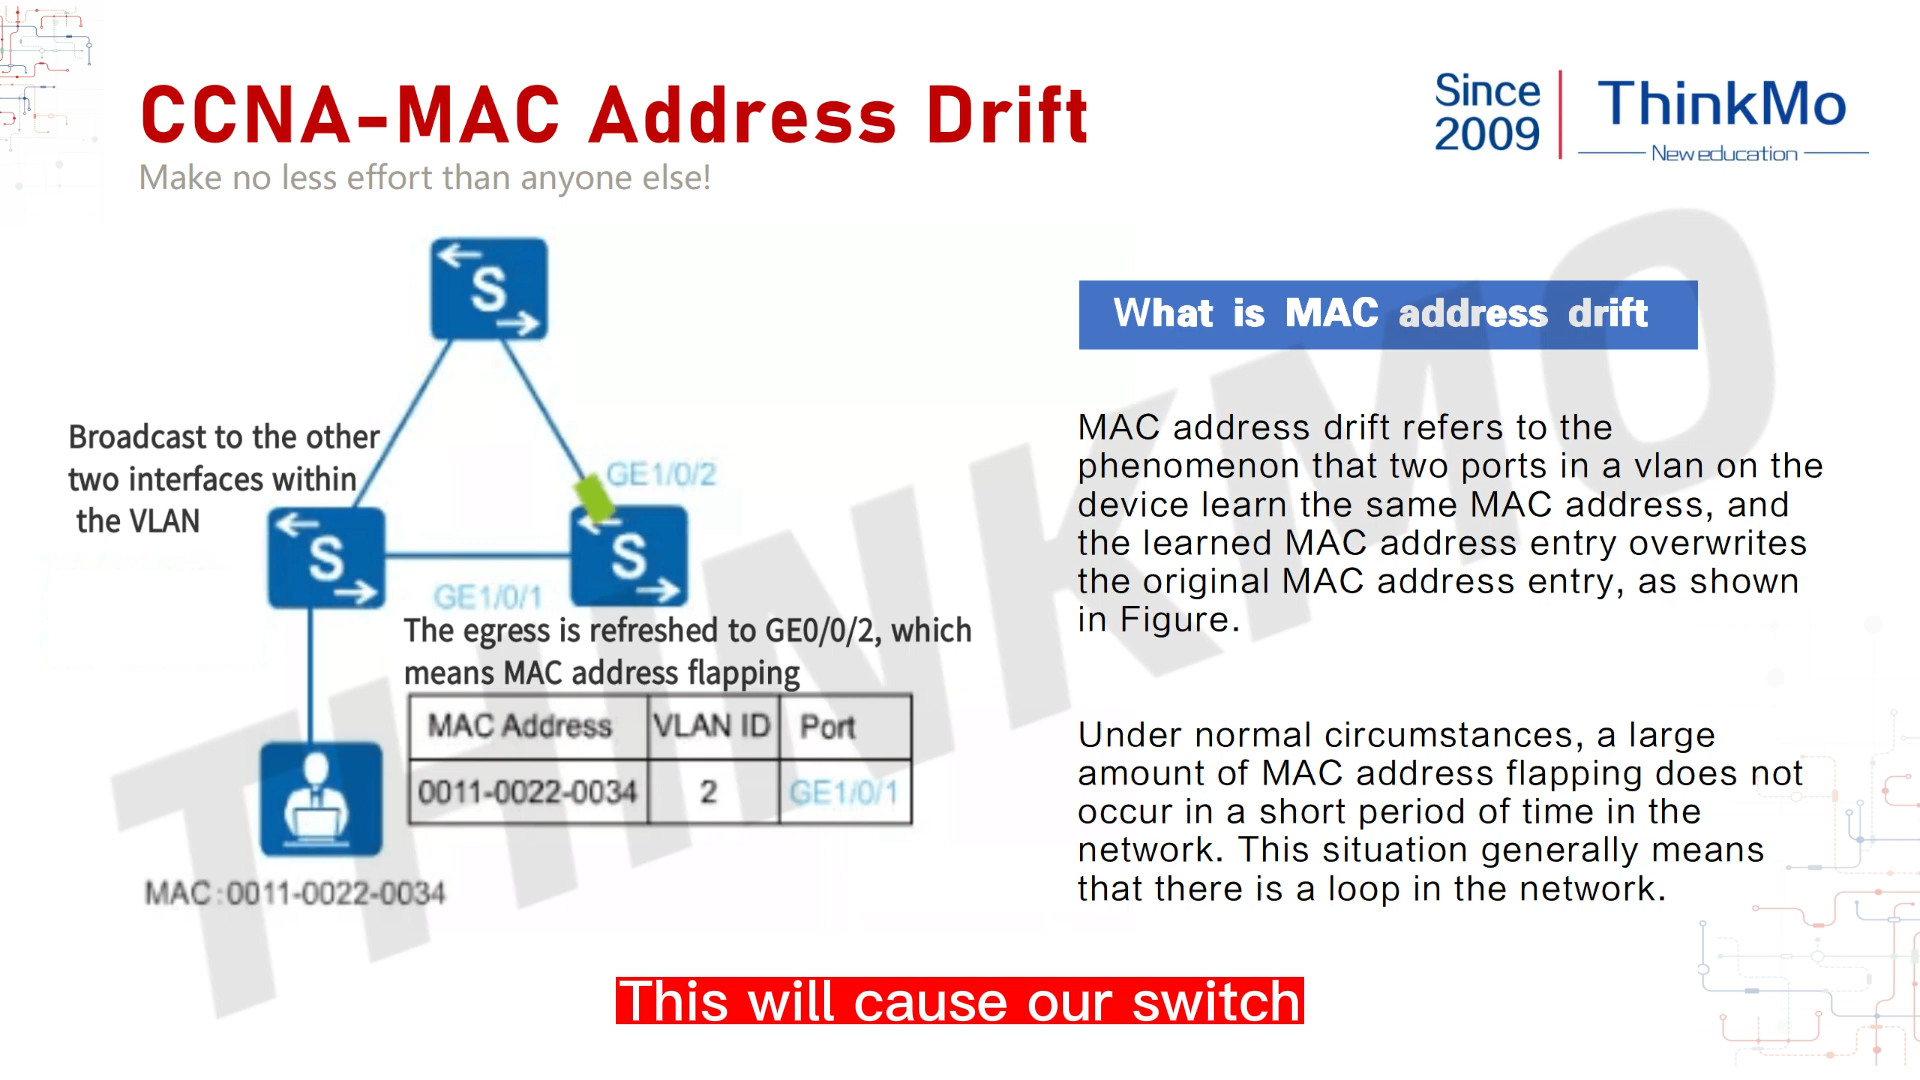 CCNA-MAC Address Drift
Make no less effort than anyone else!
Since
2009
ThinkMo
New education
S
Broadcast to the other
two interfaces within
the VLAN
GE1/0/2
S
S
GE1/0/1
The egress is refreshed to GE0/0/2, which
means MAC address flapping
MAC Address VLAN ID Port
0011-0022-0034 2 GE1/0/1
MAC:0011-0022-0034
What is MAC address drift
MAC address drift refers to the
phenomenon that two ports in a vlan on the
device learn the same MAC address, and
the learned MAC address entry overwrites
the original MAC address entry, as shown
in Figure.
Under normal circumstances, a large
amount of MAC address flapping does not
occur in a short period of time in the
network. This situation generally means
that there is a loop in the network.
THINKMO
This will cause our switch